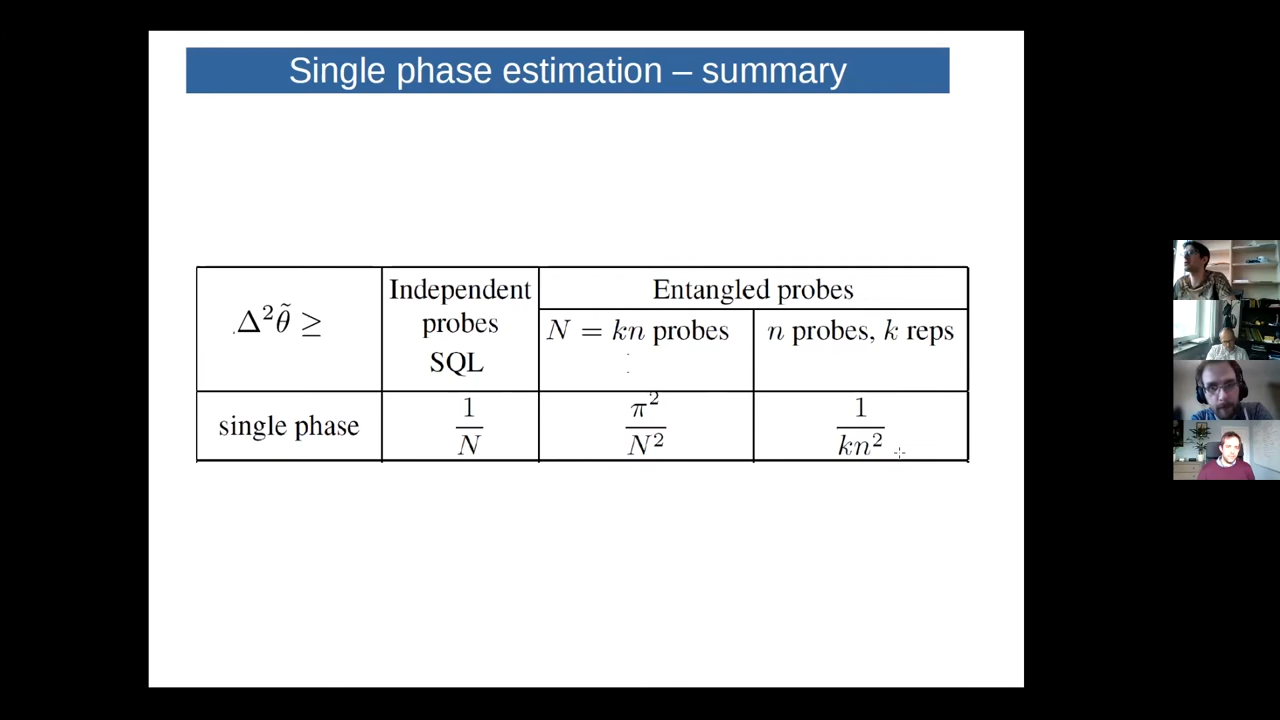 Single phase estimation – summary
Δ²θ̃ ≥
Independent probes SQL
Entangled probes
N = kn probes
n probes, k reps
single phase
1/N
π²/N²
1/kn²